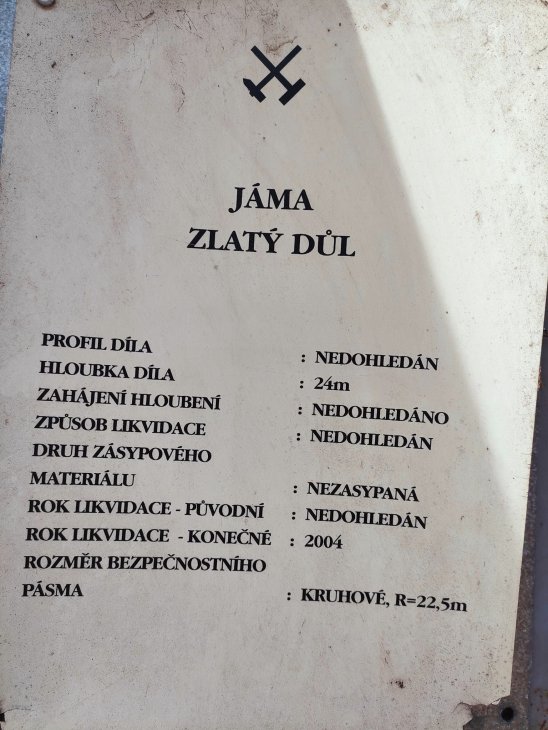 JÁMA
ZLATÝ DŮL
PROFIL DÍLA : NEDOHLEDÁN
HLOUBKA DÍLA : 24m
ZAHÁJENÍ HLOUBENÍ : NEDOHLEDÁNO
ZPŮSOB LIKVIDACE : NEDOHLEDÁN
DRUH ZÁSYPOVÉHO
MATERIÁLU : NEZASYPANÁ
ROK LIKVIDACE - PŮVODNÍ : NEDOHLEDÁN
ROK LIKVIDACE - KONEČNÉ : 2004
ROZMĚR BEZPEČNOSTNÍHO
PÁSMA : KRUHOVÉ, R=22,5m